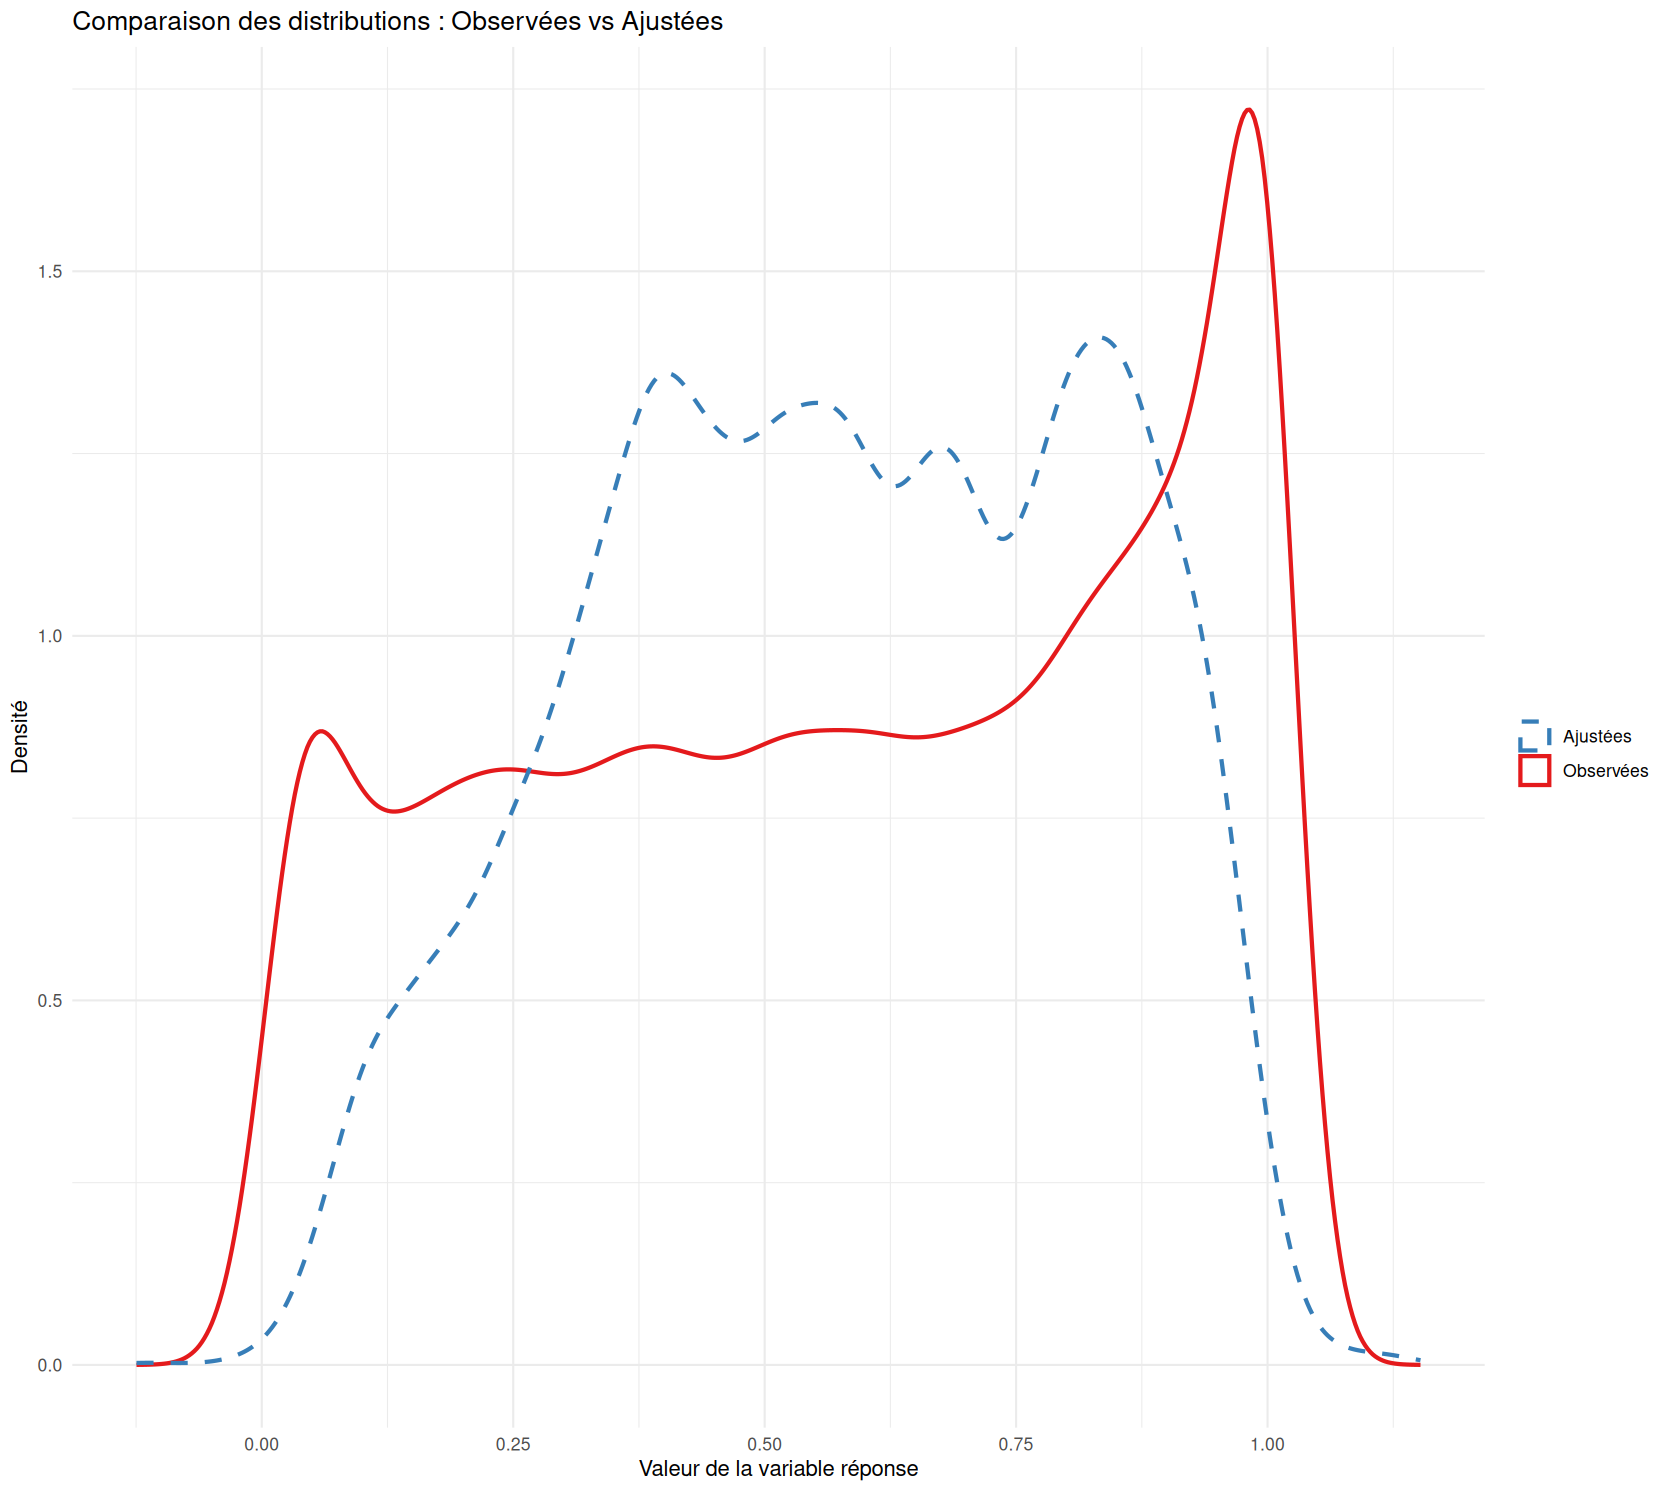 Comparaison des distributions : Observées vs Ajustées
Densité
1.5
1.0
0.5
0.0
0.00 0.25 0.50 0.75 1.00
Valeur de la variable réponse
Ajustées
Observées